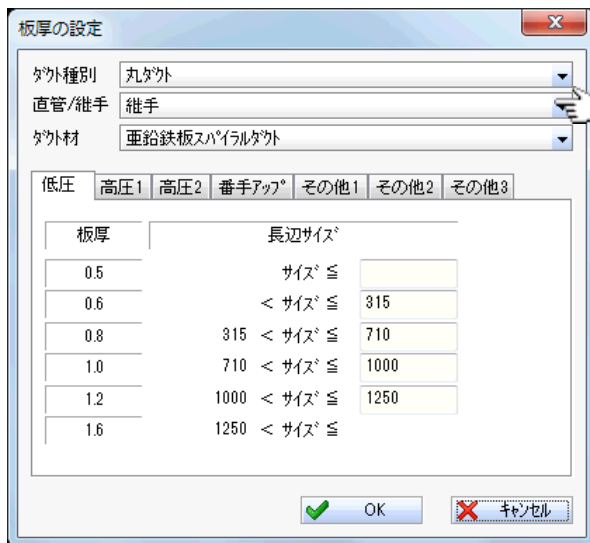 板厚の設定
ﾀﾞｸﾄ種別 丸ﾀﾞｸﾄ
直管/継手 継手
ﾀﾞｸﾄ材 亜鉛鉄板ｽﾊﾟｲﾗﾙﾀﾞｸﾄ
低圧 高圧1 高圧2 番手ｱｯﾌﾟ その他1 その他2 その他3
板厚 長辺ｻｲｽﾞ
0.5 ｻｲｽﾞ ≦
0.6 < ｻｲｽﾞ ≦ 315
0.8 315 < ｻｲｽﾞ ≦ 710
1.0 710 < ｻｲｽﾞ ≦ 1000
1.2 1000 < ｻｲｽﾞ ≦ 1250
1.6 1250 < ｻｲｽﾞ ≦
OK ｷｬﾝｾﾙ